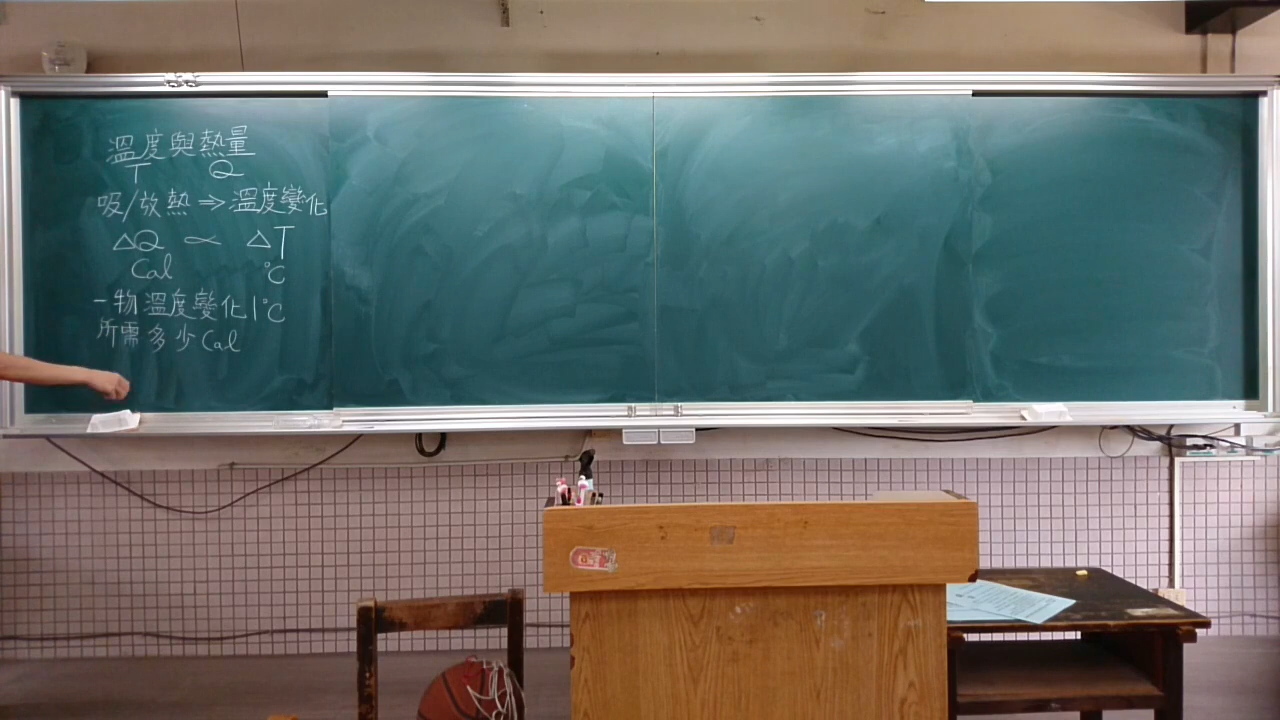 溫度與熱量
T Q
吸/放熱 ⇒ 溫度變化
△Q ∝ △T
Cal °C
一物溫度變化1°C
所需多少Cal